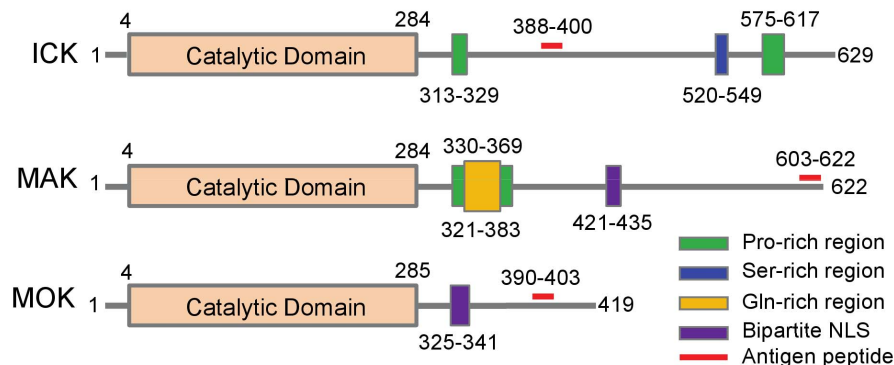 4 284 388-400 575-617
ICK 1 Catalytic Domain 629
313-329 520-549
4 284 330-369 603-622
MAK 1 Catalytic Domain 622
321-383 421-435
4 285 390-403
MOK 1 Catalytic Domain 419
325-341
Pro-rich region
Ser-rich region
Gln-rich region
Bipartite NLS
Antigen peptide